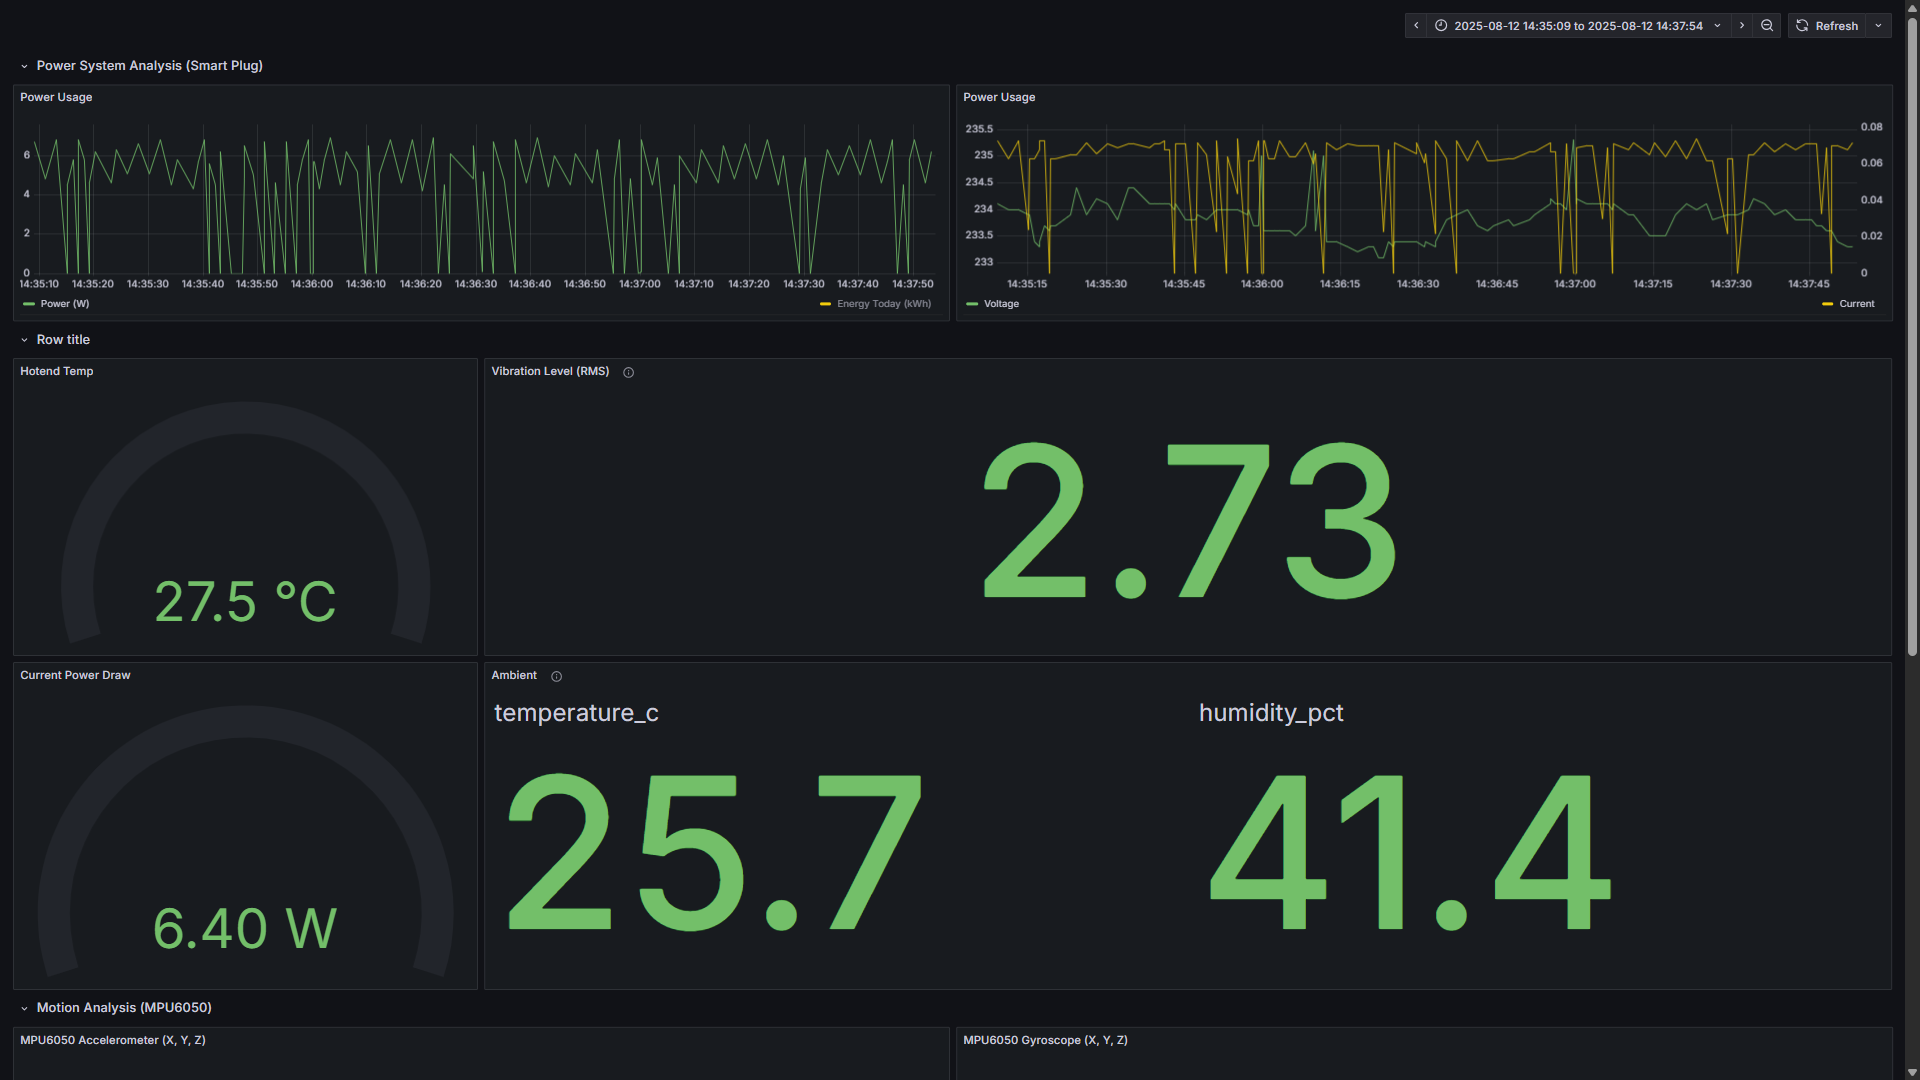 2025-08-12 14:35:09 to 2025-08-12 14:37:54
Refresh
Power System Analysis (Smart Plug)
Power Usage
6
4
2
0
14:35:10 14:35:20 14:35:30 14:35:40 14:35:50 14:36:00 14:36:10 14:36:20 14:36:30 14:36:40 14:36:50 14:37:00 14:37:10 14:37:20 14:37:30 14:37:40 14:37:50
Power (W)
Energy Today (kWh)
Power Usage
235.5
235
234.5
234
233.5
233
0.08
0.06
0.04
0.02
0
14:35:15 14:35:30 14:35:45 14:36:00 14:36:15 14:36:30 14:36:45 14:37:00 14:37:15 14:37:30 14:37:45
Voltage
Current
Row title
Hotend Temp
27.5 °C
Vibration Level (RMS)
2.73
Current Power Draw
6.40 W
Ambient
temperature_c
25.7
humidity_pct
41.4
Motion Analysis (MPU6050)
MPU6050 Accelerometer (X, Y, Z)
MPU6050 Gyroscope (X, Y, Z)